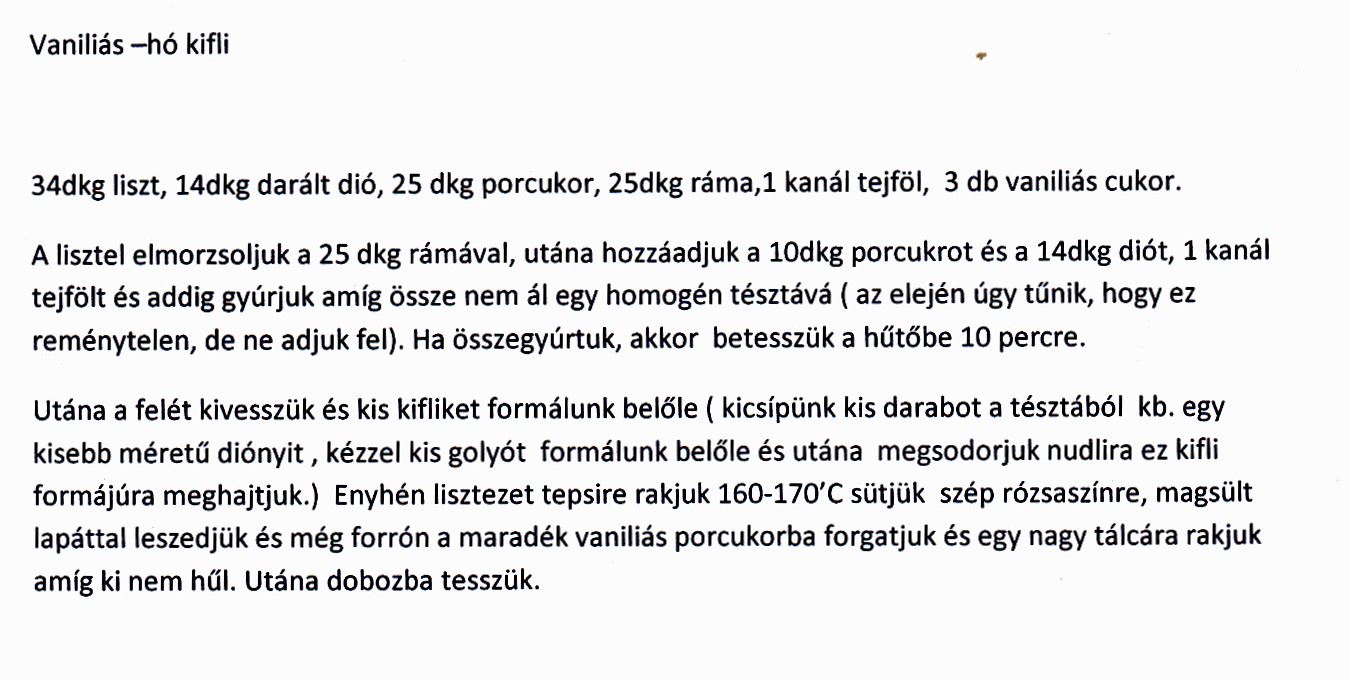 Vaniliás –hó kifli
34dkg liszt, 14dkg darált dió, 25 dkg porcukor, 25dkg ráma,1 kanál tejföl,  3 db vaniliás cukor.
A lisztel elmorzsoljuk a 25 dkg rámával, utána hozzáadjuk a 10dkg porcukrot és a 14dkg diót, 1 kanál
tejfölt és addig gyúrjuk amíg össze nem ál egy homogén tésztává ( az elején úgy tűnik, hogy ez
reménytelen, de ne adjuk fel). Ha összegyúrtuk, akkor  betesszük a hűtőbe 10 percre.
Utána a felét kivesszük és kis kifliket formálunk belőle ( kicsípünk kis darabot a tésztából  kb. egy
kisebb méretű diónyit , kézzel kis golyót  formálunk belőle és utána  megsodorjuk nudlira ez kifli
formájúra meghajtjuk.)  Enyhén lisztezet tepsire rakjuk 160-170’C sütjük  szép rózsaszínre, magsült
lapáttal leszedjük és még forrón a maradék vaniliás porcukorba forgatjuk és egy nagy tálcára rakjuk
amíg ki nem hűl. Utána dobozba tesszük.